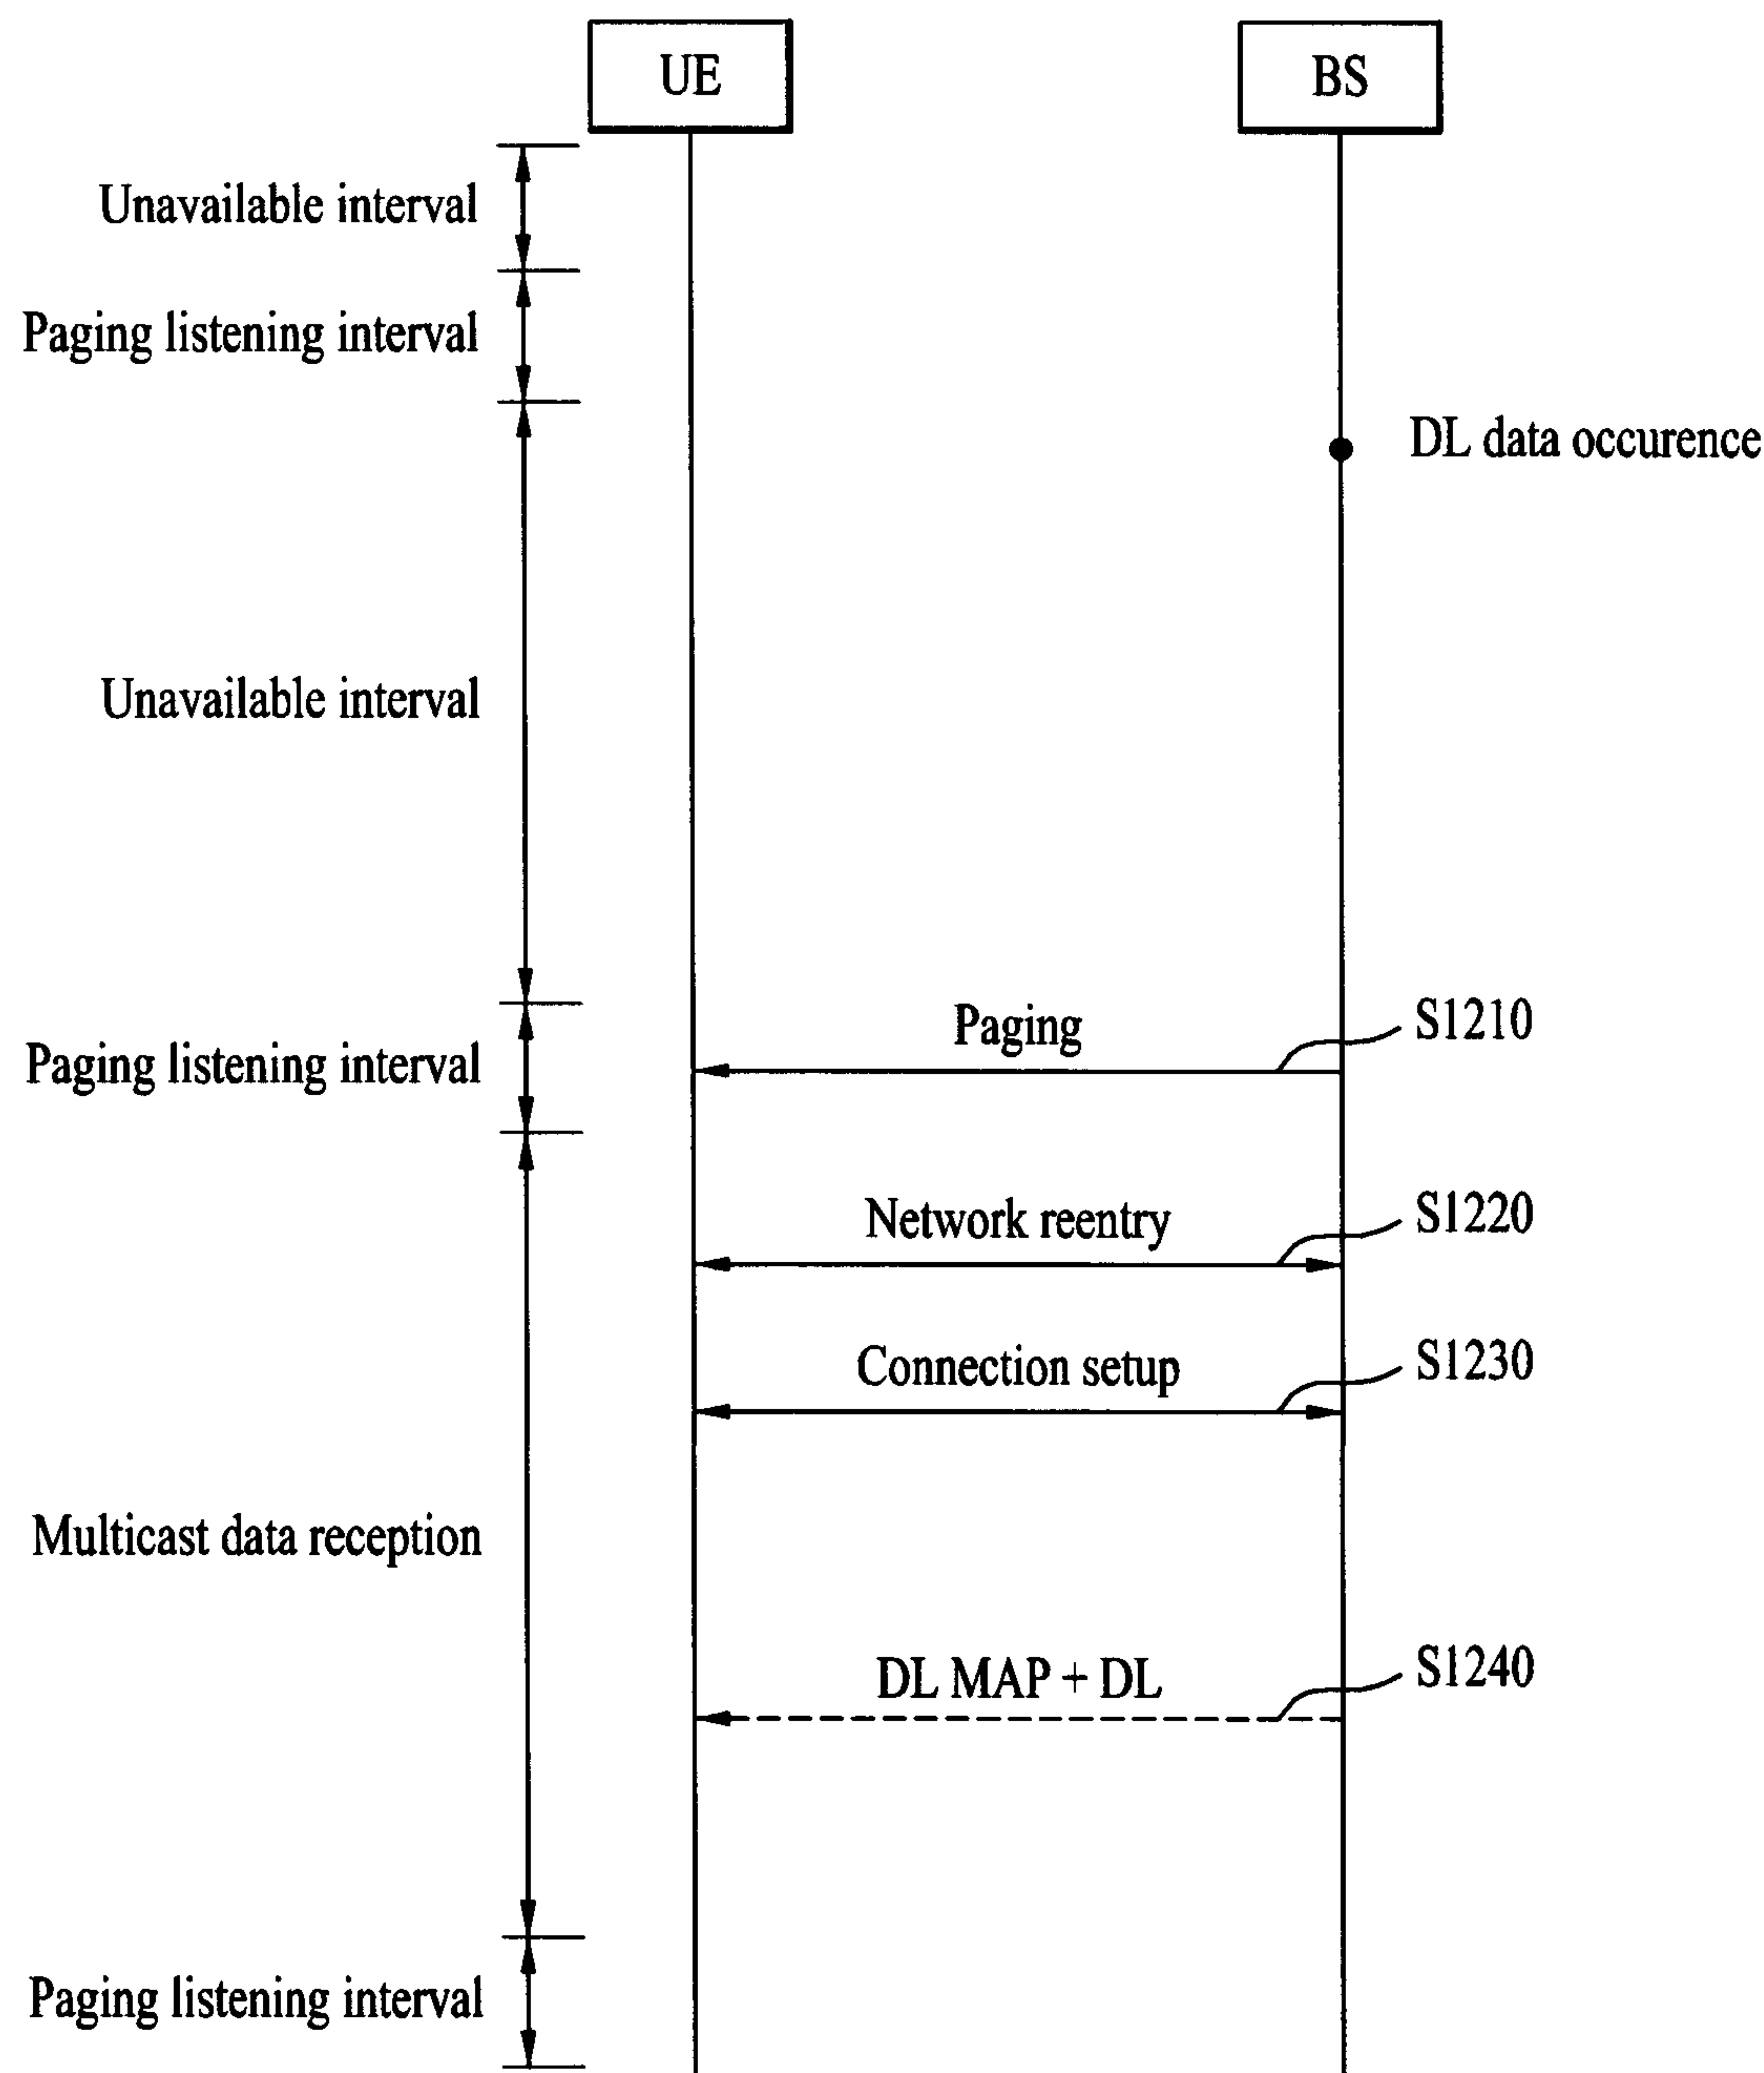 UE
BS
Unavailable interval
Paging listening interval
DL data occurence
Unavailable interval
Paging
S1210
Paging listening interval
Network reentry
S1220
Connection setup
S1230
Multicast data reception
DL MAP + DL
S1240
Paging listening interval